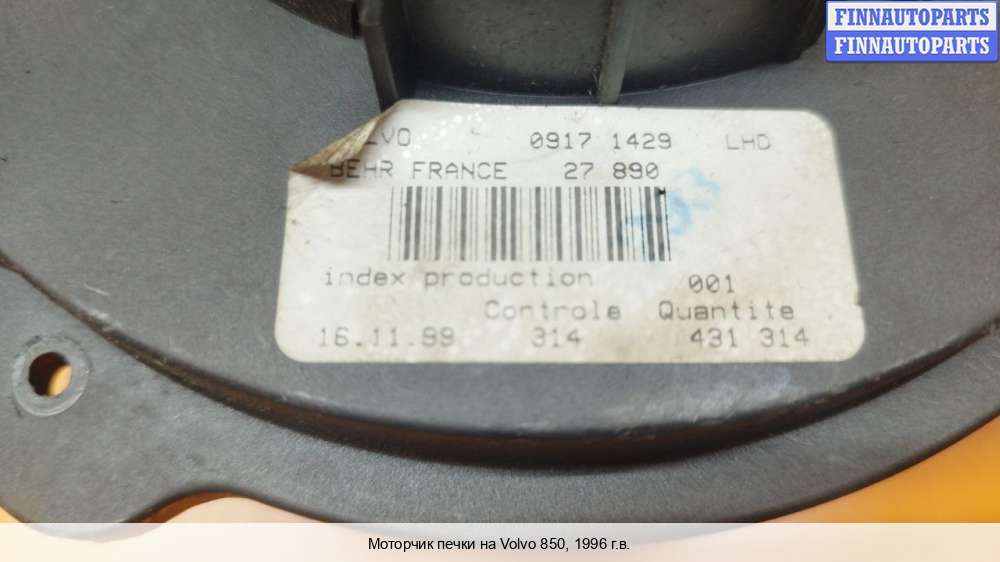 FINNAUTOPARTS
FINNAUTOPARTS
LVO 0917 1429 LHD
BEHR FRANCE 27 890
index production 001
Controle Quantite
16.11.99 314 431 314
Моторчик печки на Volvo 850, 1996 г.в.